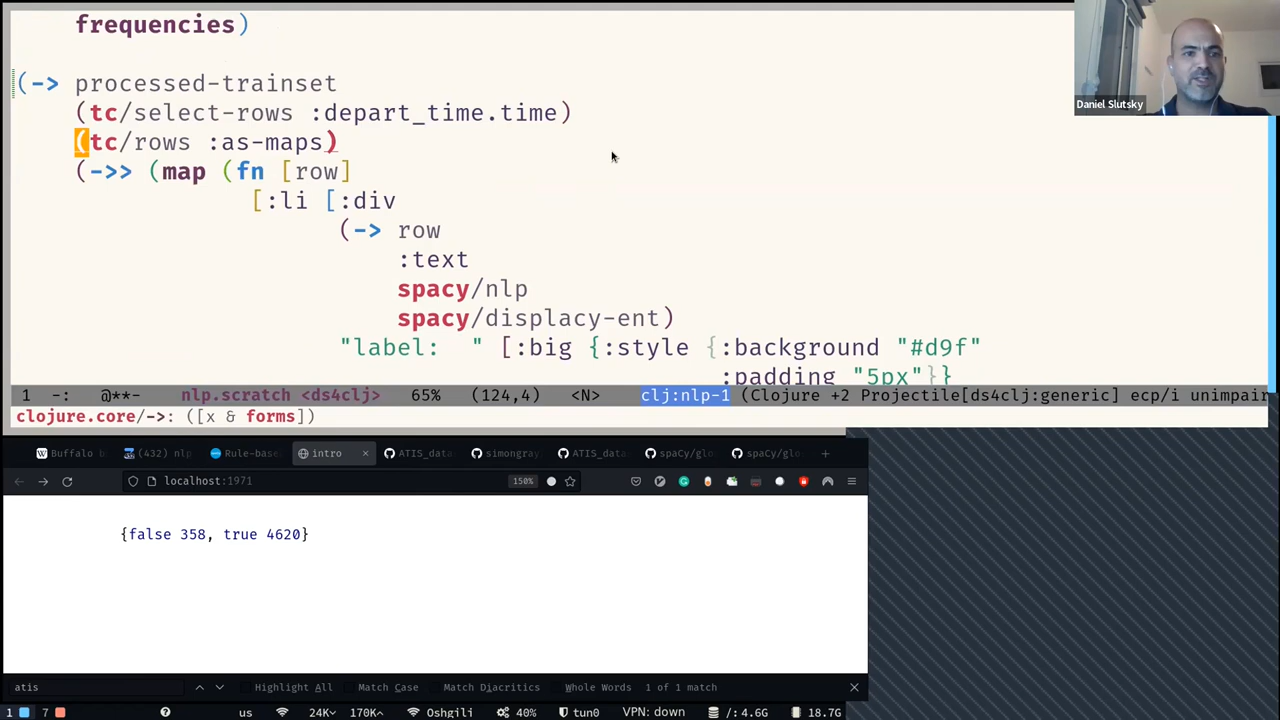 frequencies)
(-> processed-trainset
(tc/select-rows :depart_time.time)
(tc/rows :as-maps)
(->> (map (fn [row]
[:li [:div
(-> row
:text
spacy/nlp
spacy/displacy-ent)
"label:  " [:big {:style {:background "#d9f"
:padding "5px"}}
Daniel Slutsky
1 -: @**- nlp.scratch <ds4clj> 65% (124,4) <N> clj:nlp-1 (Clojure +2 Projectile[ds4clj:generic] ecp/i unimpair
clojure.core/->: ([x & forms])
Buffalo b (432) nlp Rule-base intro × ATIS_data simongray ATIS_data spaCy/glo spaCy/glo +
localhost:1971 150%
{false 358, true 4620}
atis Highlight All Match Case Match Diacritics Whole Words 1 of 1 match
1 7 us 24K 170K Oshgili 40% tun0 VPN: down /: 4.6G 18.7G